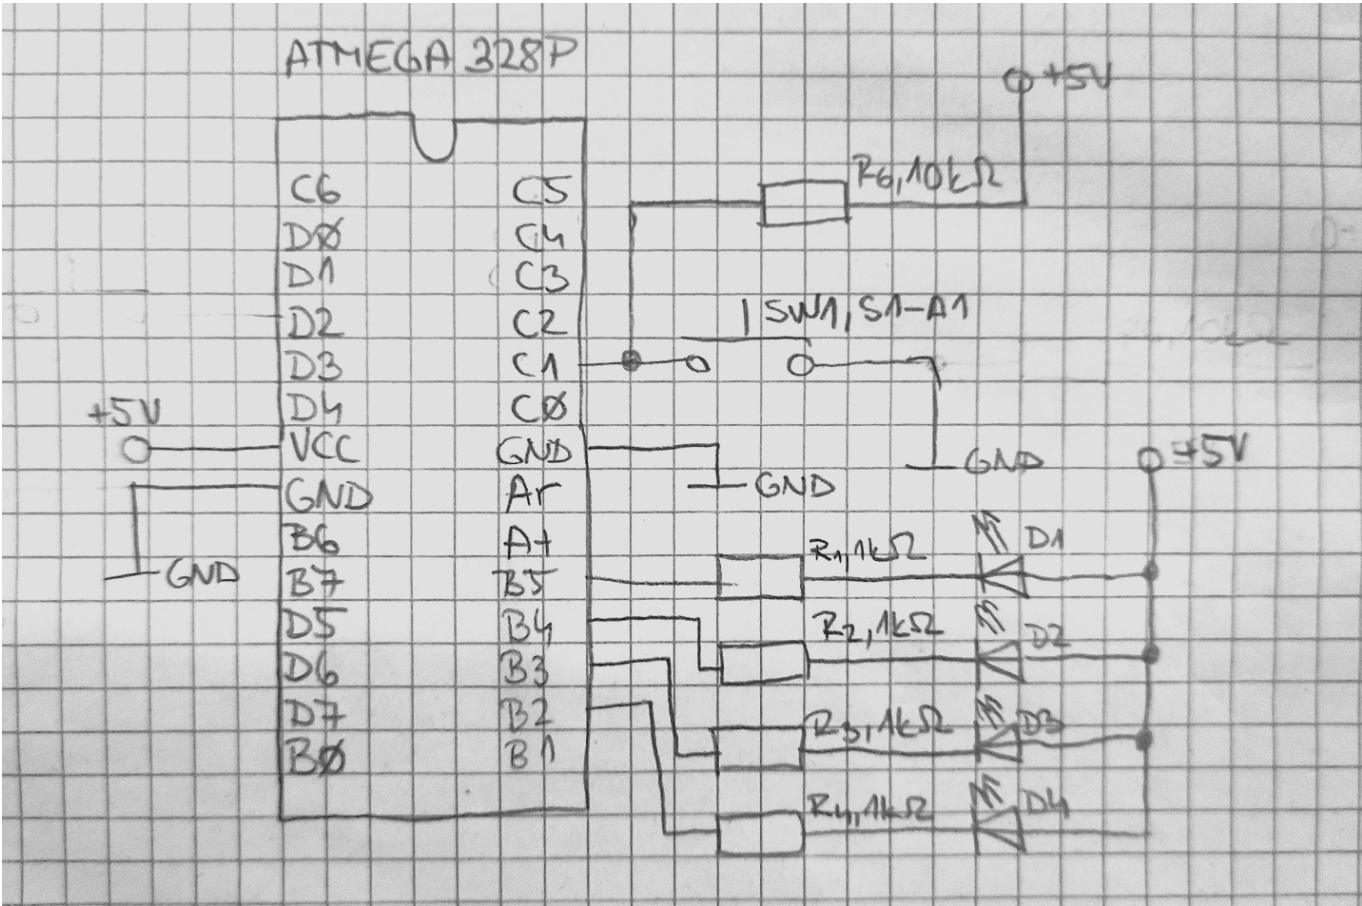 ATMEGA 328P
+5V
R6, 10kΩ
C6 C5
DØ C4
D1 C3
D2 C2
SW1, S1-A1
D3 C1
D4 CØ
+5V
VCC GND
GND
GND Ar
GND
+5V
B6 A+
GND
B7 B5
R1, 1kΩ D1
D5 B4
R2, 1kΩ D2
D6 B3
D7 B2
R3, 1kΩ D3
BØ B1
R4, 1kΩ D4